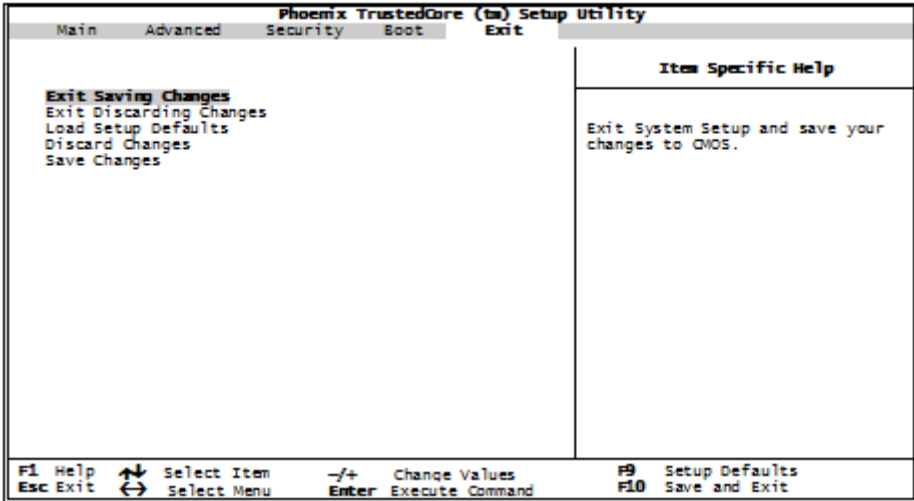 Phoenix TrustedCore (tm) Setup Utility
Main Advanced Security Boot Exit
Item Specific Help
Exit Saving Changes
Exit Discarding Changes
Load Setup Defaults
Discard Changes
Save Changes
Exit System Setup and save your
changes to CMOS.
F1 Help ↑↓ Select Item -/+ Change Values F9 Setup Defaults
Esc Exit ↔ Select Menu Enter Execute Command F10 Save and Exit